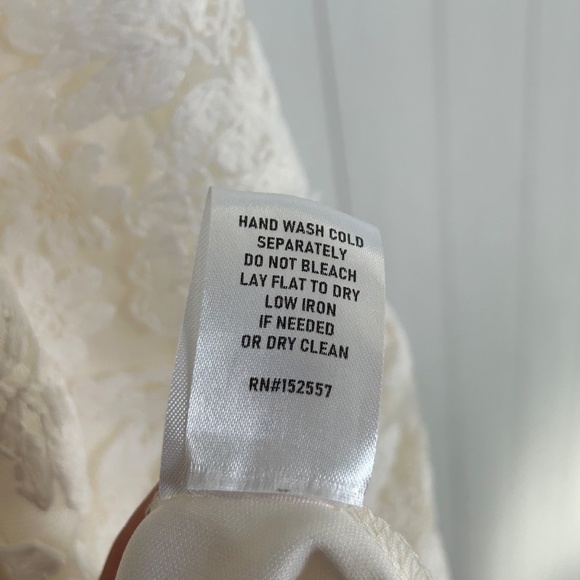 HAND WASH COLD
SEPARATELY
DO NOT BLEACH
LAY FLAT TO DRY
LOW IRON
IF NEEDED
OR DRY CLEAN
RN#152557